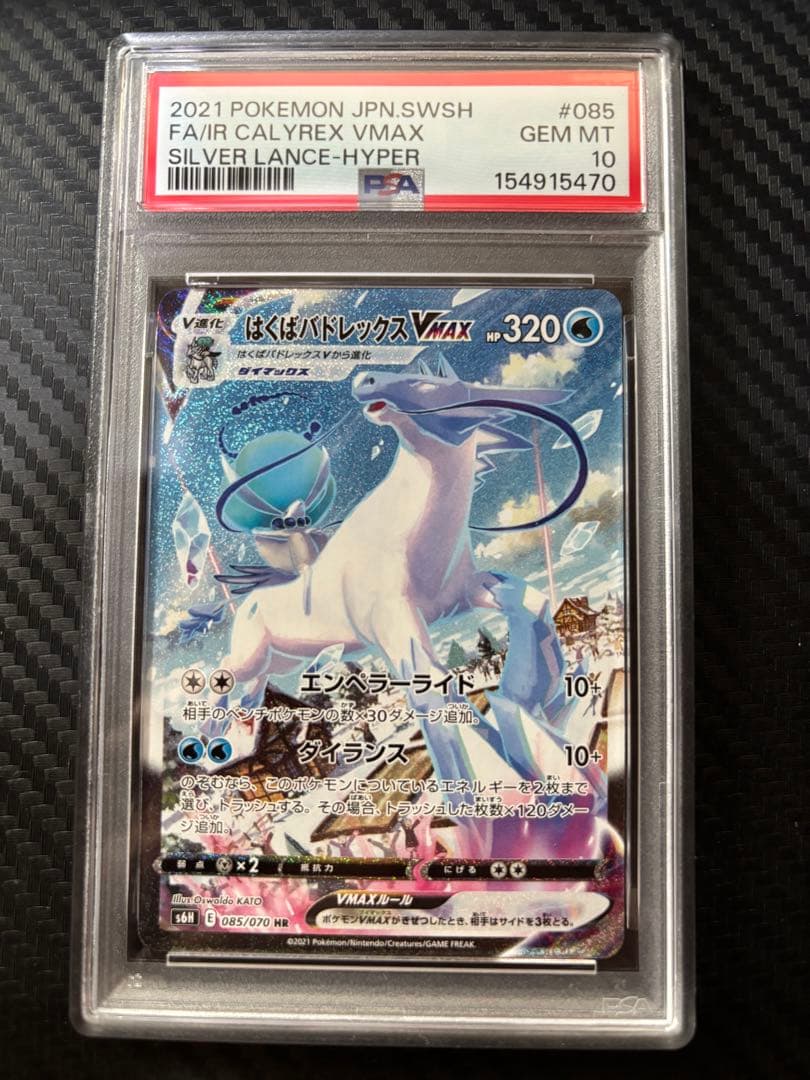 2021 POKEMON JPN.SWSH #085
FA/IR CALYREX VMAX GEM MT
SILVER LANCE-HYPER 10
PSA 154915470
V進化 はくばバドレックスVMAX HP320
はくばバドレックスVから進化
ダイマックス
エンペラーライド 10+
相手のベンチポケモンの数×30ダメージ追加。
ダイランス 10+
のぞむなら、このポケモンについているエネルギーを2枚まで
選び、トラッシュする。その場合、トラッシュした枚数×120ダメー
ジ追加。
弱点 ×2 抵抗力 にげる
Illus. Oswaldo KATO
VMAXルール
s6H E 085/070 HR
ポケモンVMAXがきぜつしたとき、相手はサイドを3枚とる。
©2021 Pokémon/Nintendo/Creatures/GAME FREAK.
PSA